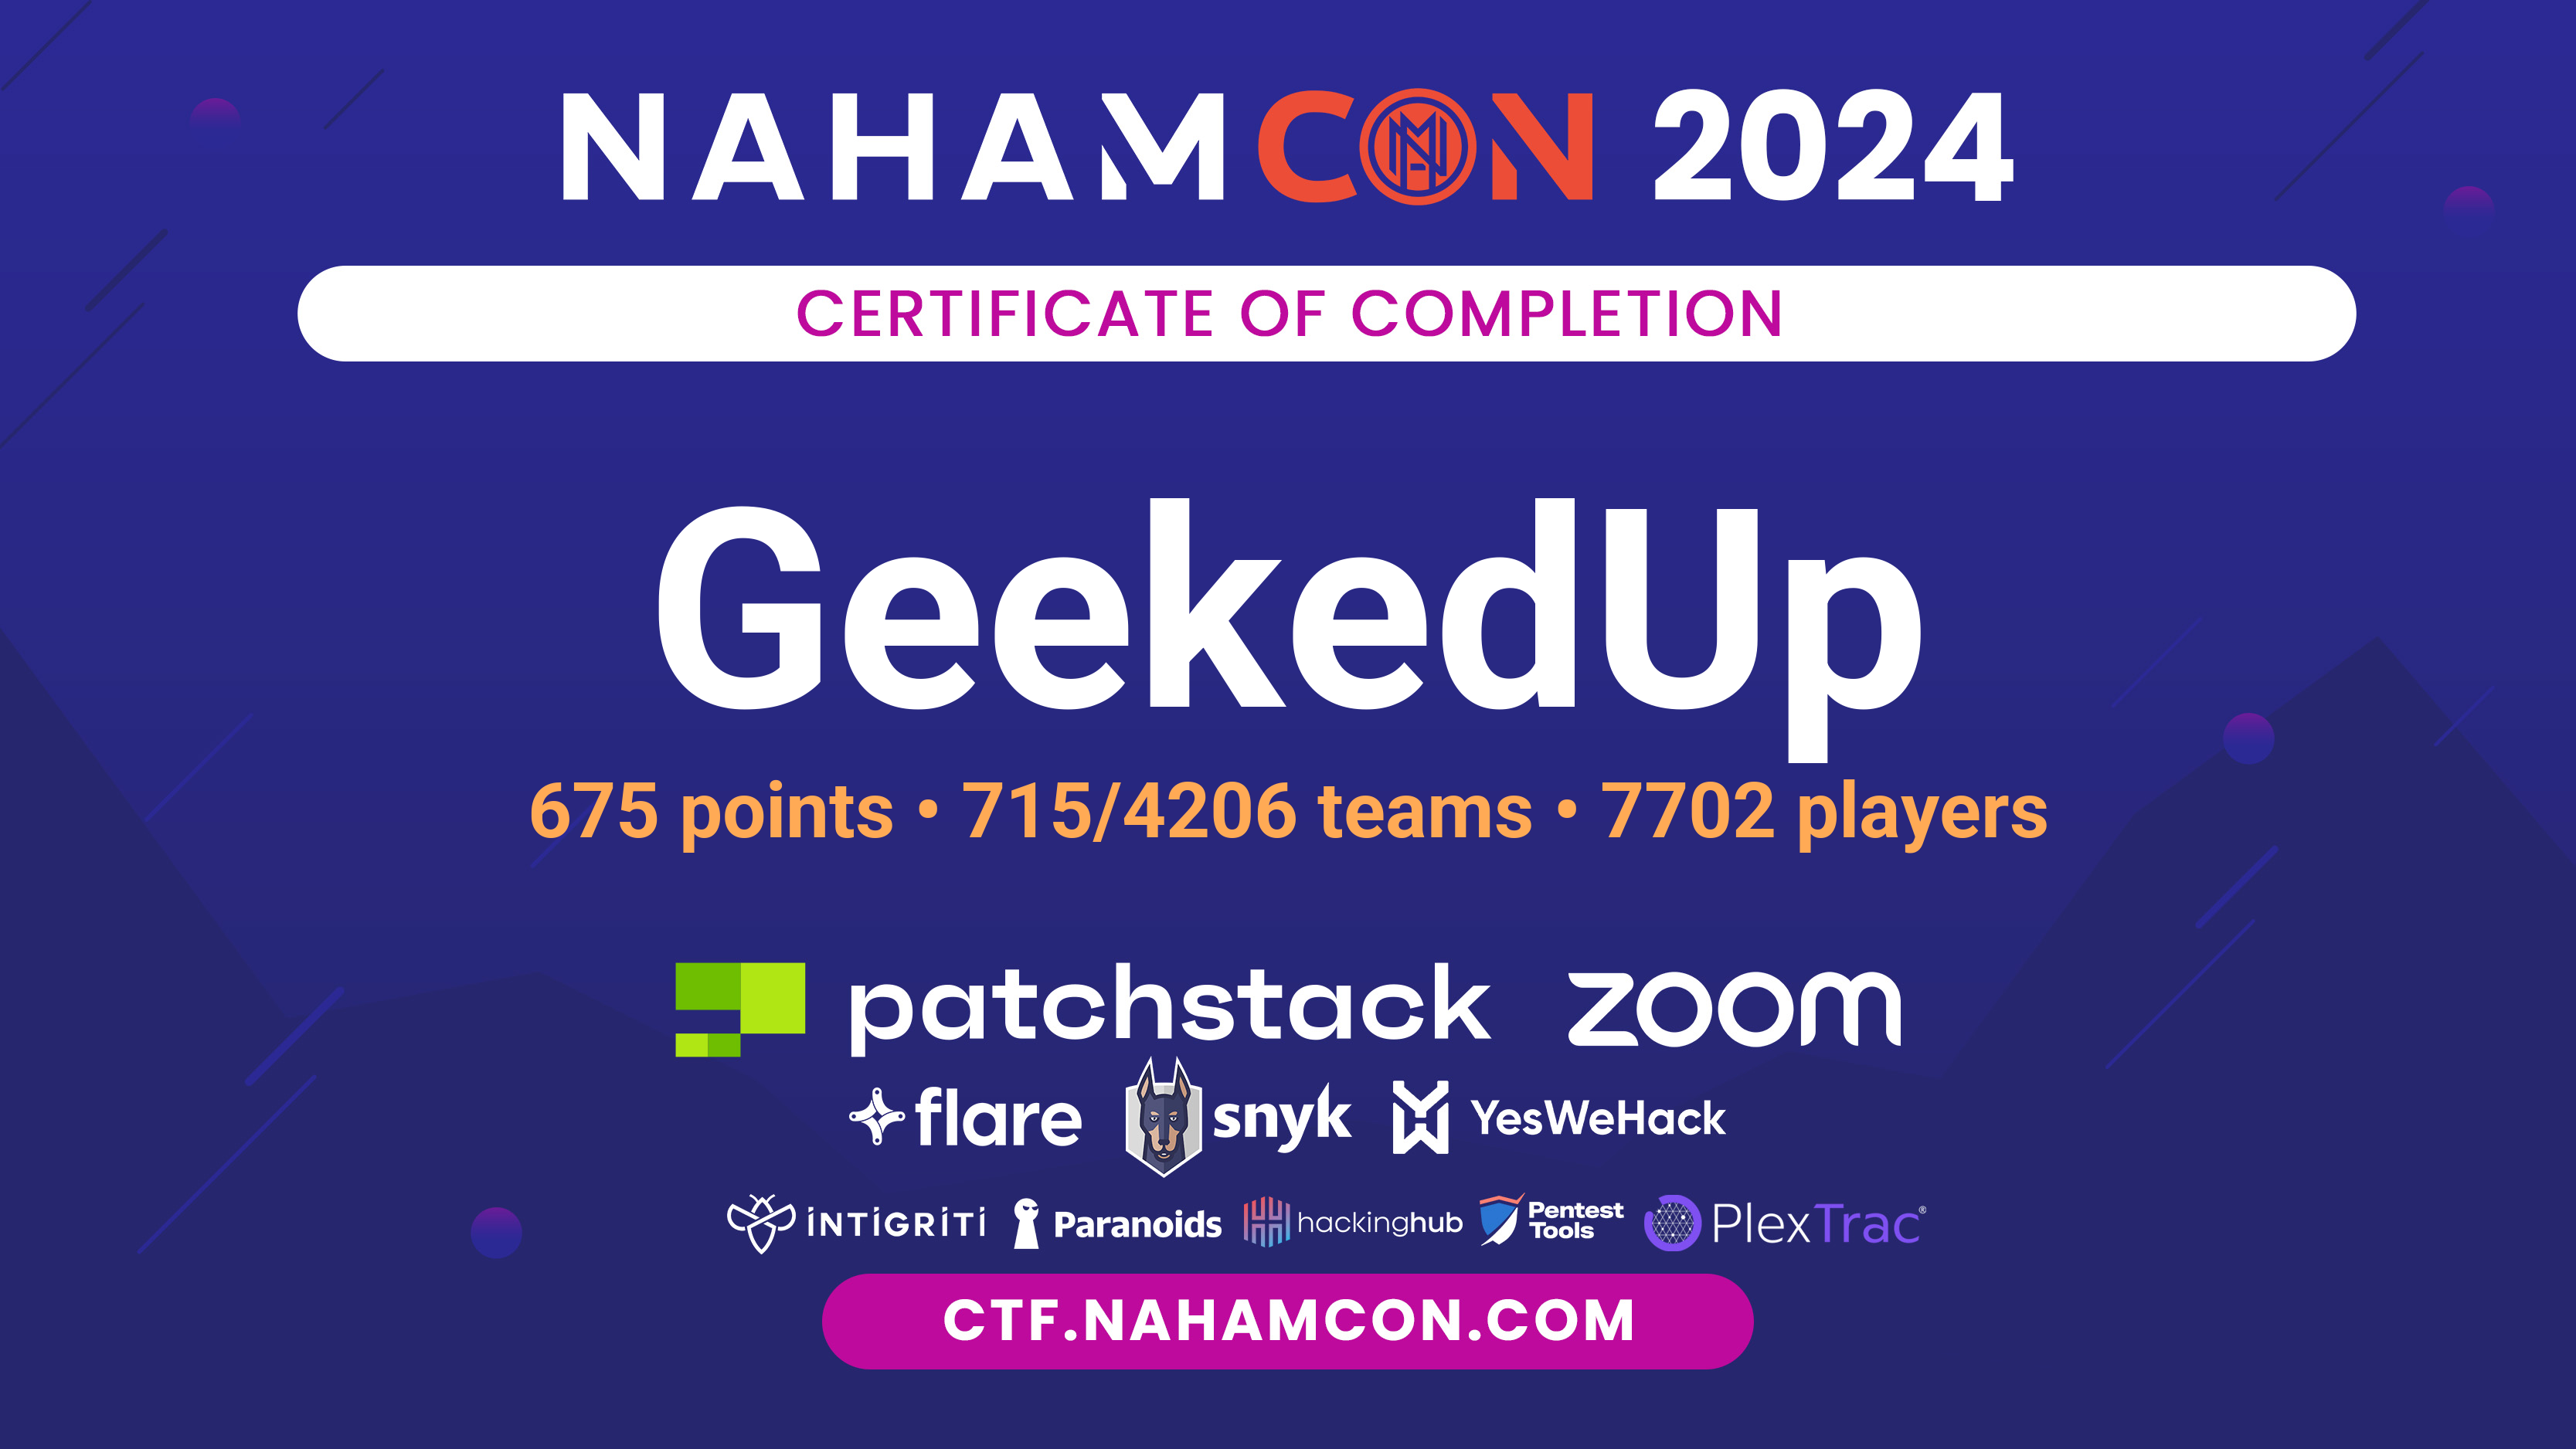 NAHAMCON 2024
CERTIFICATE OF COMPLETION
GeekedUp
675 points • 715/4206 teams • 7702 players
patchstack zoom
flare snyk YesWeHack
INTIGRITI Paranoids hackinghub Pentest Tools PlexTrac®
CTF.NAHAMCON.COM